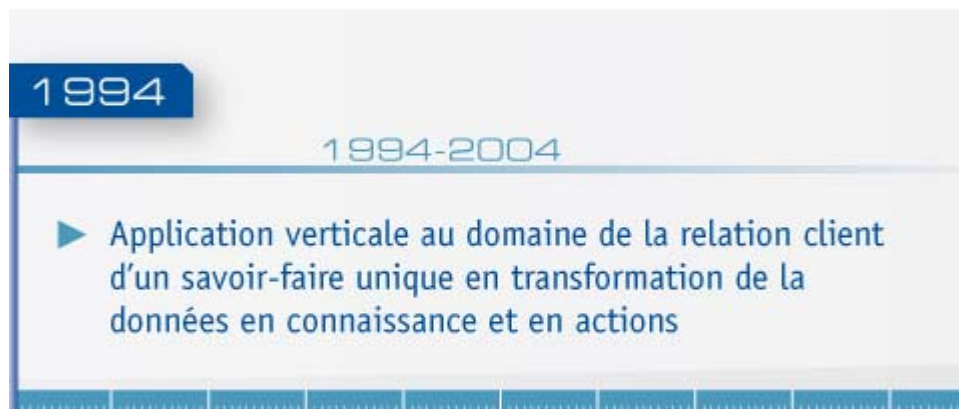 1994
1994-2004
Application verticale au domaine de la relation client
d’un savoir-faire unique en transformation de la
données en connaissance et en actions